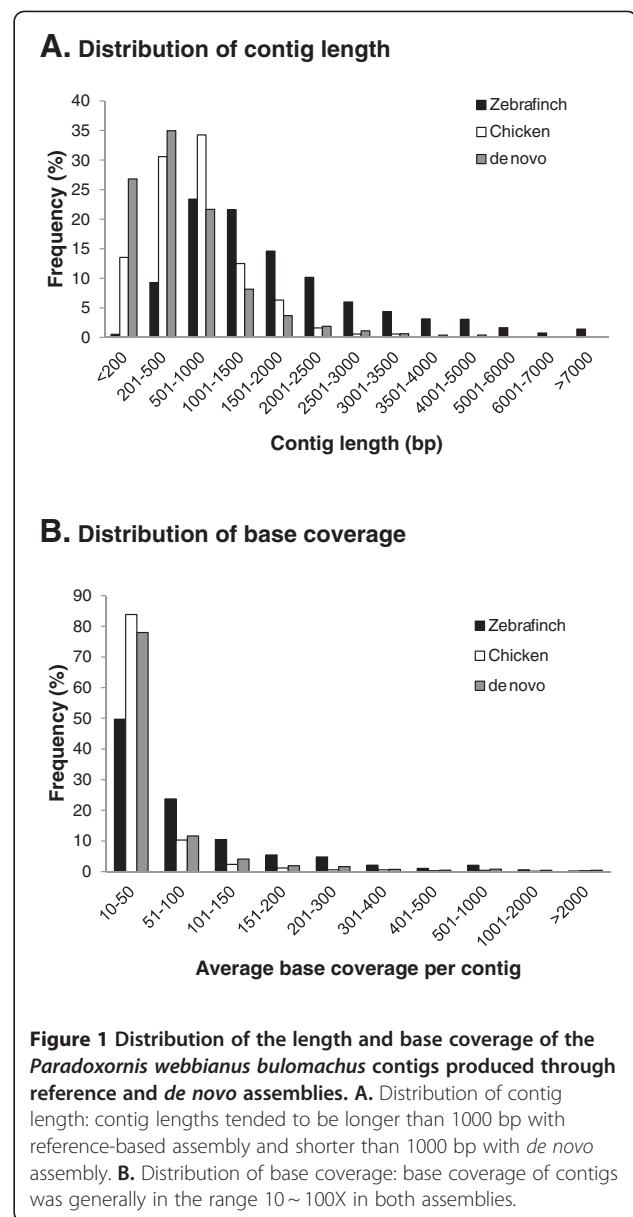 A. Distribution of contig length
40
35
30
25
20
15
10
5
0
Frequency (%)
Zebrafinch
Chicken
de novo
<200
201-500
501-1000
1001-1500
1501-2000
2001-2500
2501-3000
3001-3500
3501-4000
4001-5000
5001-6000
6001-7000
>7000
Contig length (bp)
B. Distribution of base coverage
90
80
70
60
50
40
30
20
10
0
Frequency (%)
Zebrafinch
Chicken
de novo
10-50
51-100
101-150
151-200
201-300
301-400
401-500
501-1000
1001-2000
>2000
Average base coverage per contig
Figure 1 Distribution of the length and base coverage of the
Paradoxornis webbianus bulomachus contigs produced through
reference and de novo assemblies. A. Distribution of contig
length: contig lengths tended to be longer than 1000 bp with
reference-based assembly and shorter than 1000 bp with de novo
assembly. B. Distribution of base coverage: base coverage of contigs
was generally in the range 10 ~ 100X in both assemblies.